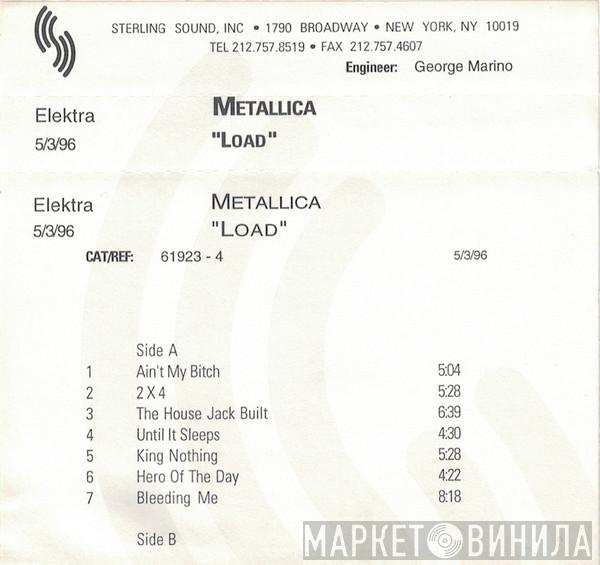 STERLING SOUND, INC • 1790 BROADWAY • NEW YORK, NY 10019
TEL 212.757.8519 • FAX 212.757.4607
Engineer: George Marino
Elektra METALLICA
5/3/96 "LOAD"
Elektra METALLICA
5/3/96 "LOAD"
CAT/REF: 61923 - 4 5/3/96
Side A
1 Ain't My Bitch 5:04
2 2 X 4 5:28
3 The House Jack Built 6:39
4 Until It Sleeps 4:30
5 King Nothing 5:28
6 Hero Of The Day 4:22
7 Bleeding Me 8:18
Side B
МАРКЕТ ВИНИЛА